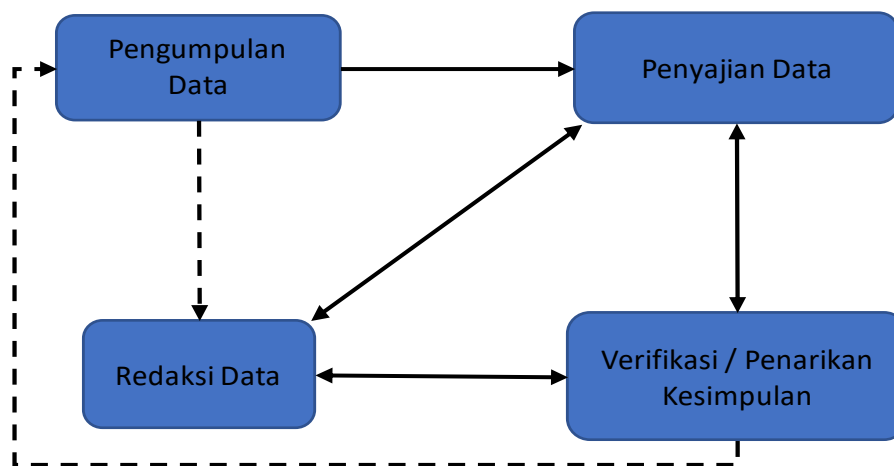 Pengumpulan
Data
Penyajian Data
Redaksi Data
Verifikasi / Penarikan
Kesimpulan